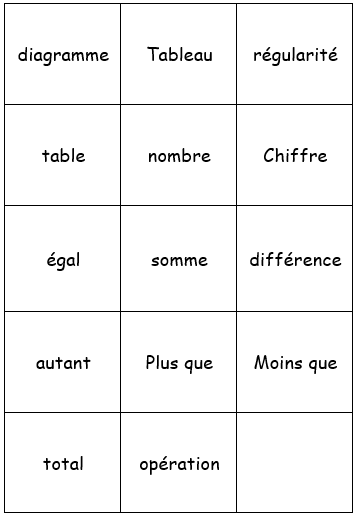 diagramme Tableau régularité
table nombre Chiffre
égal somme différence
autant Plus que Moins que
total opération